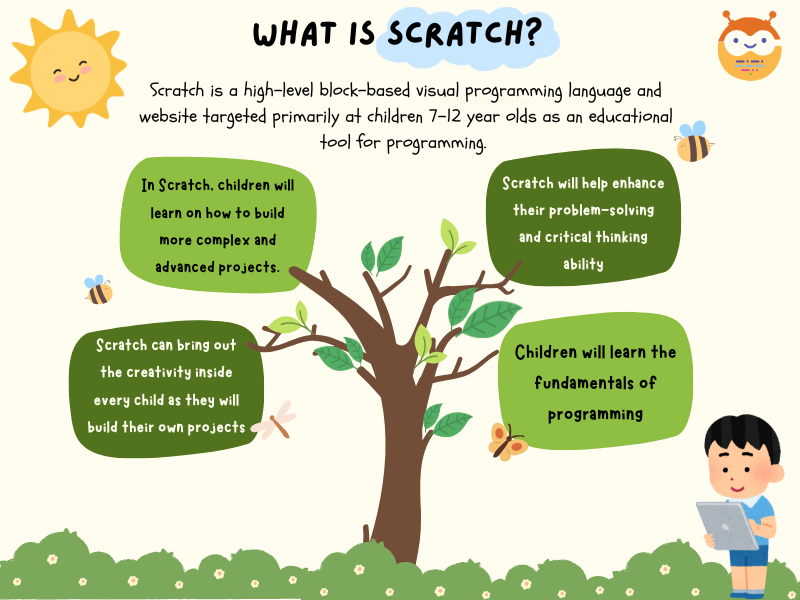 WHAT IS SCRATCH?
Scratch is a high-level block-based visual programming language and
website targeted primarily at children 7-12 year olds as an educational
tool for programming.
In Scratch, children will
learn on how to build
more complex and
advanced projects.
Scratch will help enhance
their problem-solving
and critical thinking
ability
Scratch can bring out
the creativity inside
every child as they will
build their own projects
Children will learn the
fundamentals of
programming